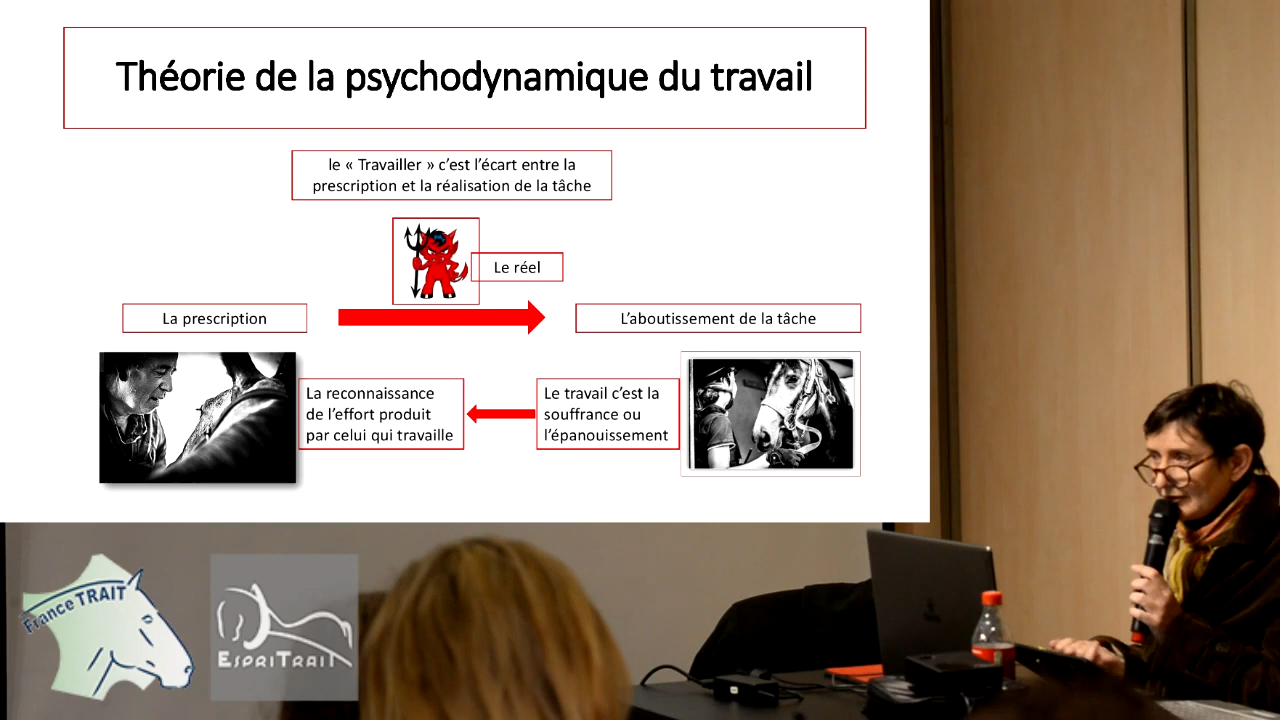 Théorie de la psychodynamique du travail
le « Travailler » c’est l’écart entre la
prescription et la réalisation de la tâche
Le réel
La prescription
L’aboutissement de la tâche
La reconnaissance
de l’effort produit
par celui qui travaille
Le travail c’est la
souffrance ou
l’épanouissement
France TRAIT
ESPRITRAIT